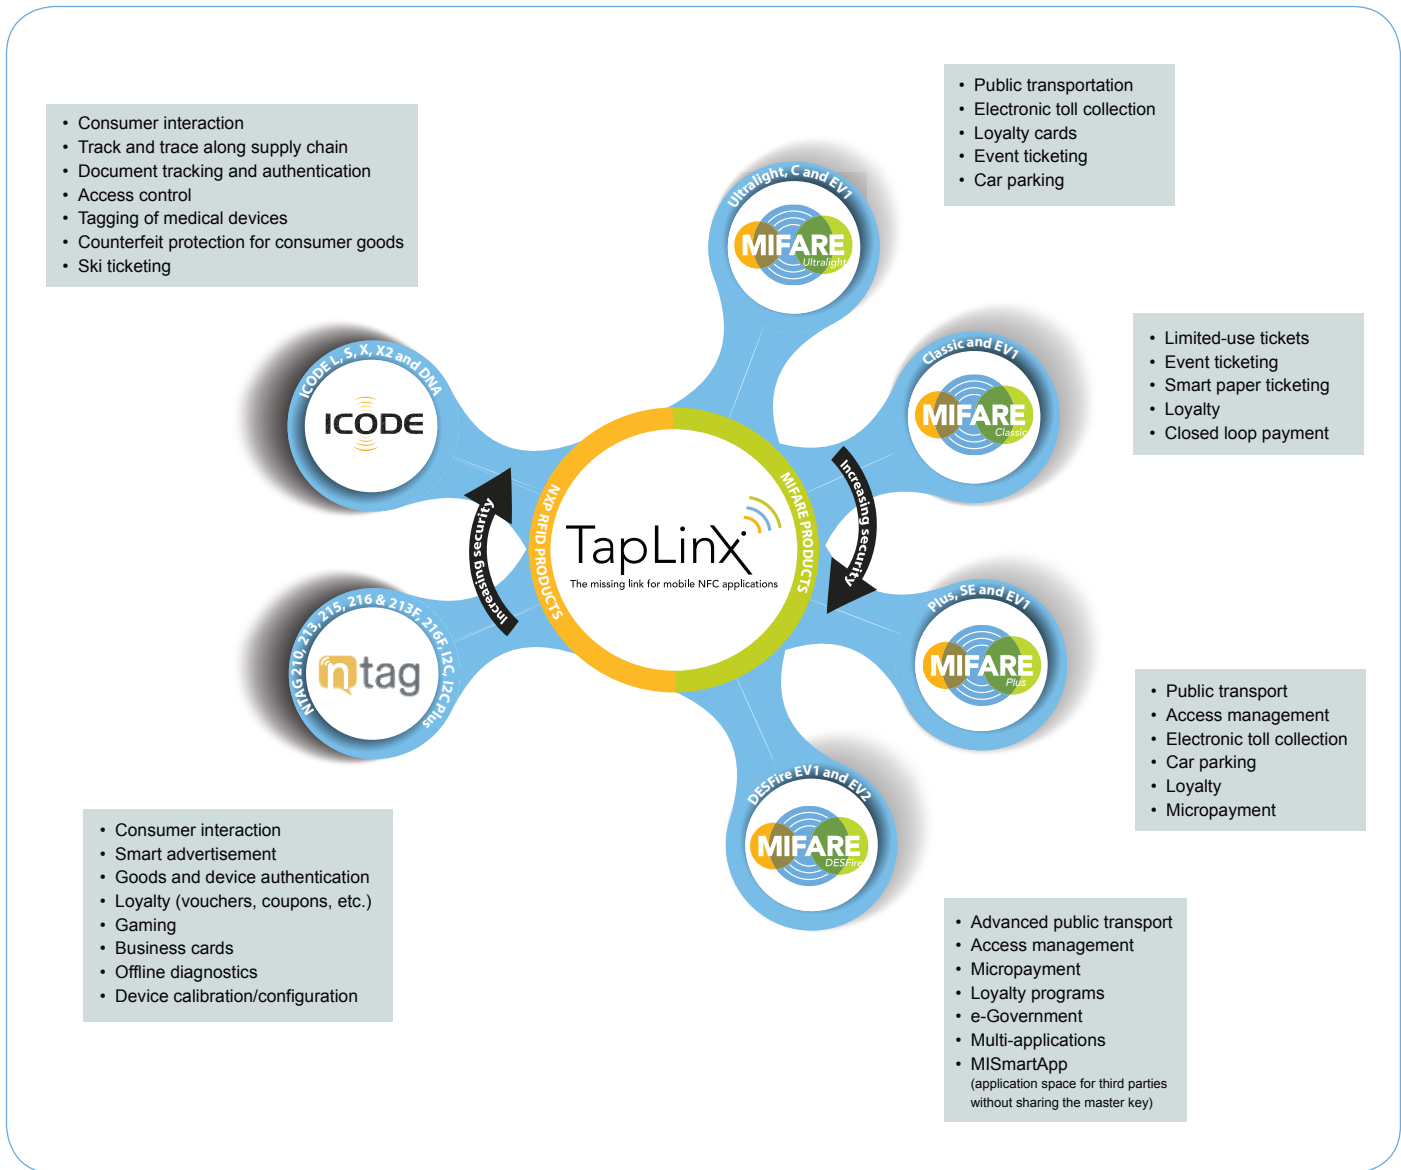 • Consumer interaction
• Track and trace along supply chain
• Document tracking and authentication
• Access control
• Tagging of medical devices
• Counterfeit protection for consumer goods
• Ski ticketing
• Public transportation
• Electronic toll collection
• Loyalty cards
• Event ticketing
• Car parking
Ultralight, C and EV1
MIFARE
Ultralight
• Limited-use tickets
• Event ticketing
• Smart paper ticketing
• Loyalty
• Closed loop payment
Classic and EV1
MIFARE
Classic
ICODE L, S, X, X2 and DNA
ICODE
Increasing security
NXP RFID PRODUCTS
TapLinx
The missing link for mobile NFC applications
MIFARE PRODUCTS
Increasing security
NTAG 210, 213, 215, 216 & 213F, 216F, I2C, I2C Plus
ntag
Plus, SE and EV1
MIFARE
Plus
• Public transport
• Access management
• Electronic toll collection
• Car parking
• Loyalty
• Micropayment
DESFire EV1 and EV2
MIFARE
DESFire
• Consumer interaction
• Smart advertisement
• Goods and device authentication
• Loyalty (vouchers, coupons, etc.)
• Gaming
• Business cards
• Offline diagnostics
• Device calibration/configuration
• Advanced public transport
• Access management
• Micropayment
• Loyalty programs
• e-Government
• Multi-applications
• MISmartApp
(application space for third parties
without sharing the master key)